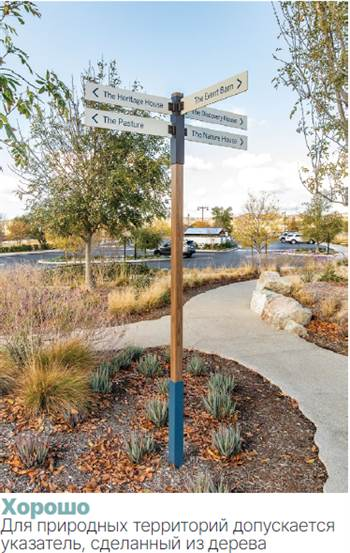 < The Heritage House
The Event Barn >
The Discovery House >
< The Pasture
The Nature House >
Хорошо
Для природных территорий допускается
указатель, сделанный из дерева